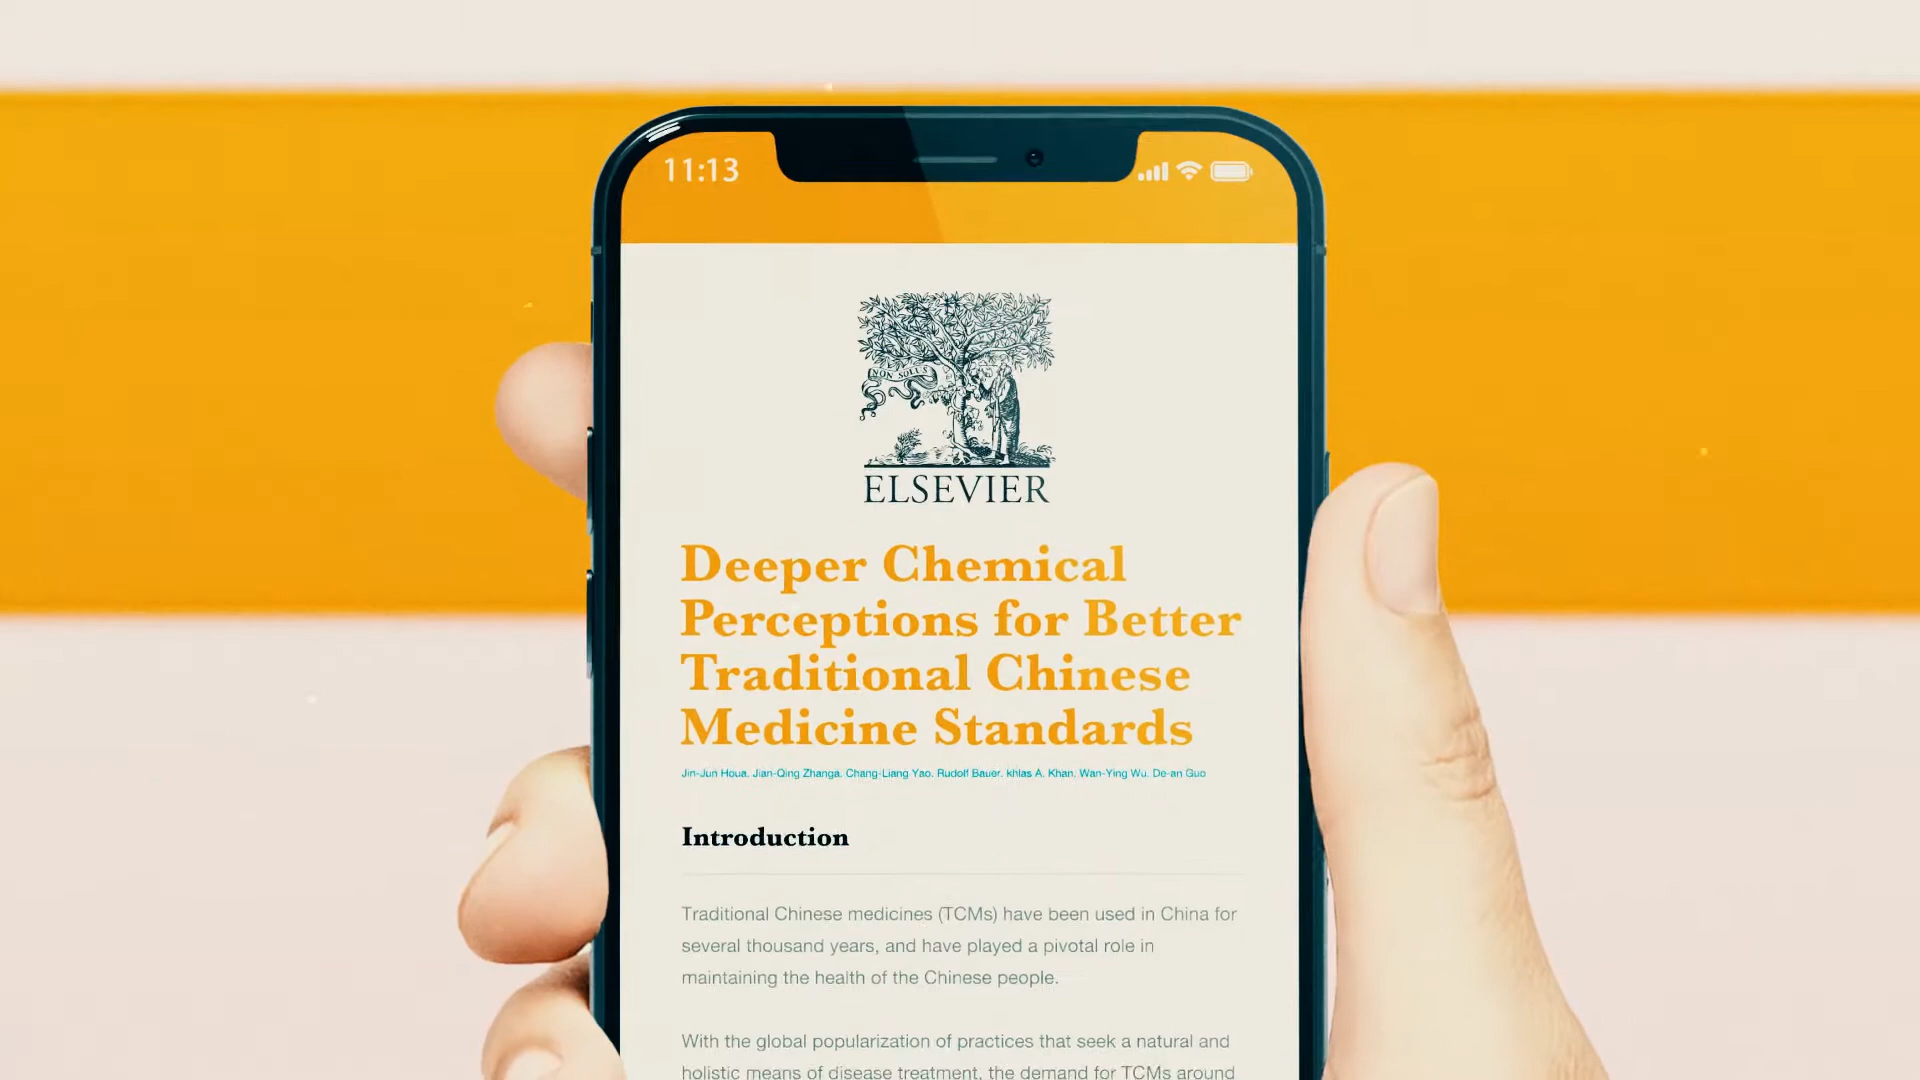 11:13
NON SOLUS
ELSEVIER
Deeper Chemical
Perceptions for Better
Traditional Chinese
Medicine Standards
Jin-Jun Houa, Jian-Qing Zhanga, Chang-Liang Yao, Rudolf Bauer, khlas A. Khan, Wan-Ying Wu, De-an Guo
Introduction
Traditional Chinese medicines (TCMs) have been used in China for
several thousand years, and have played a pivotal role in
maintaining the health of the Chinese people.
With the global popularization of practices that seek a natural and
holistic means of disease treatment, the demand for TCMs around